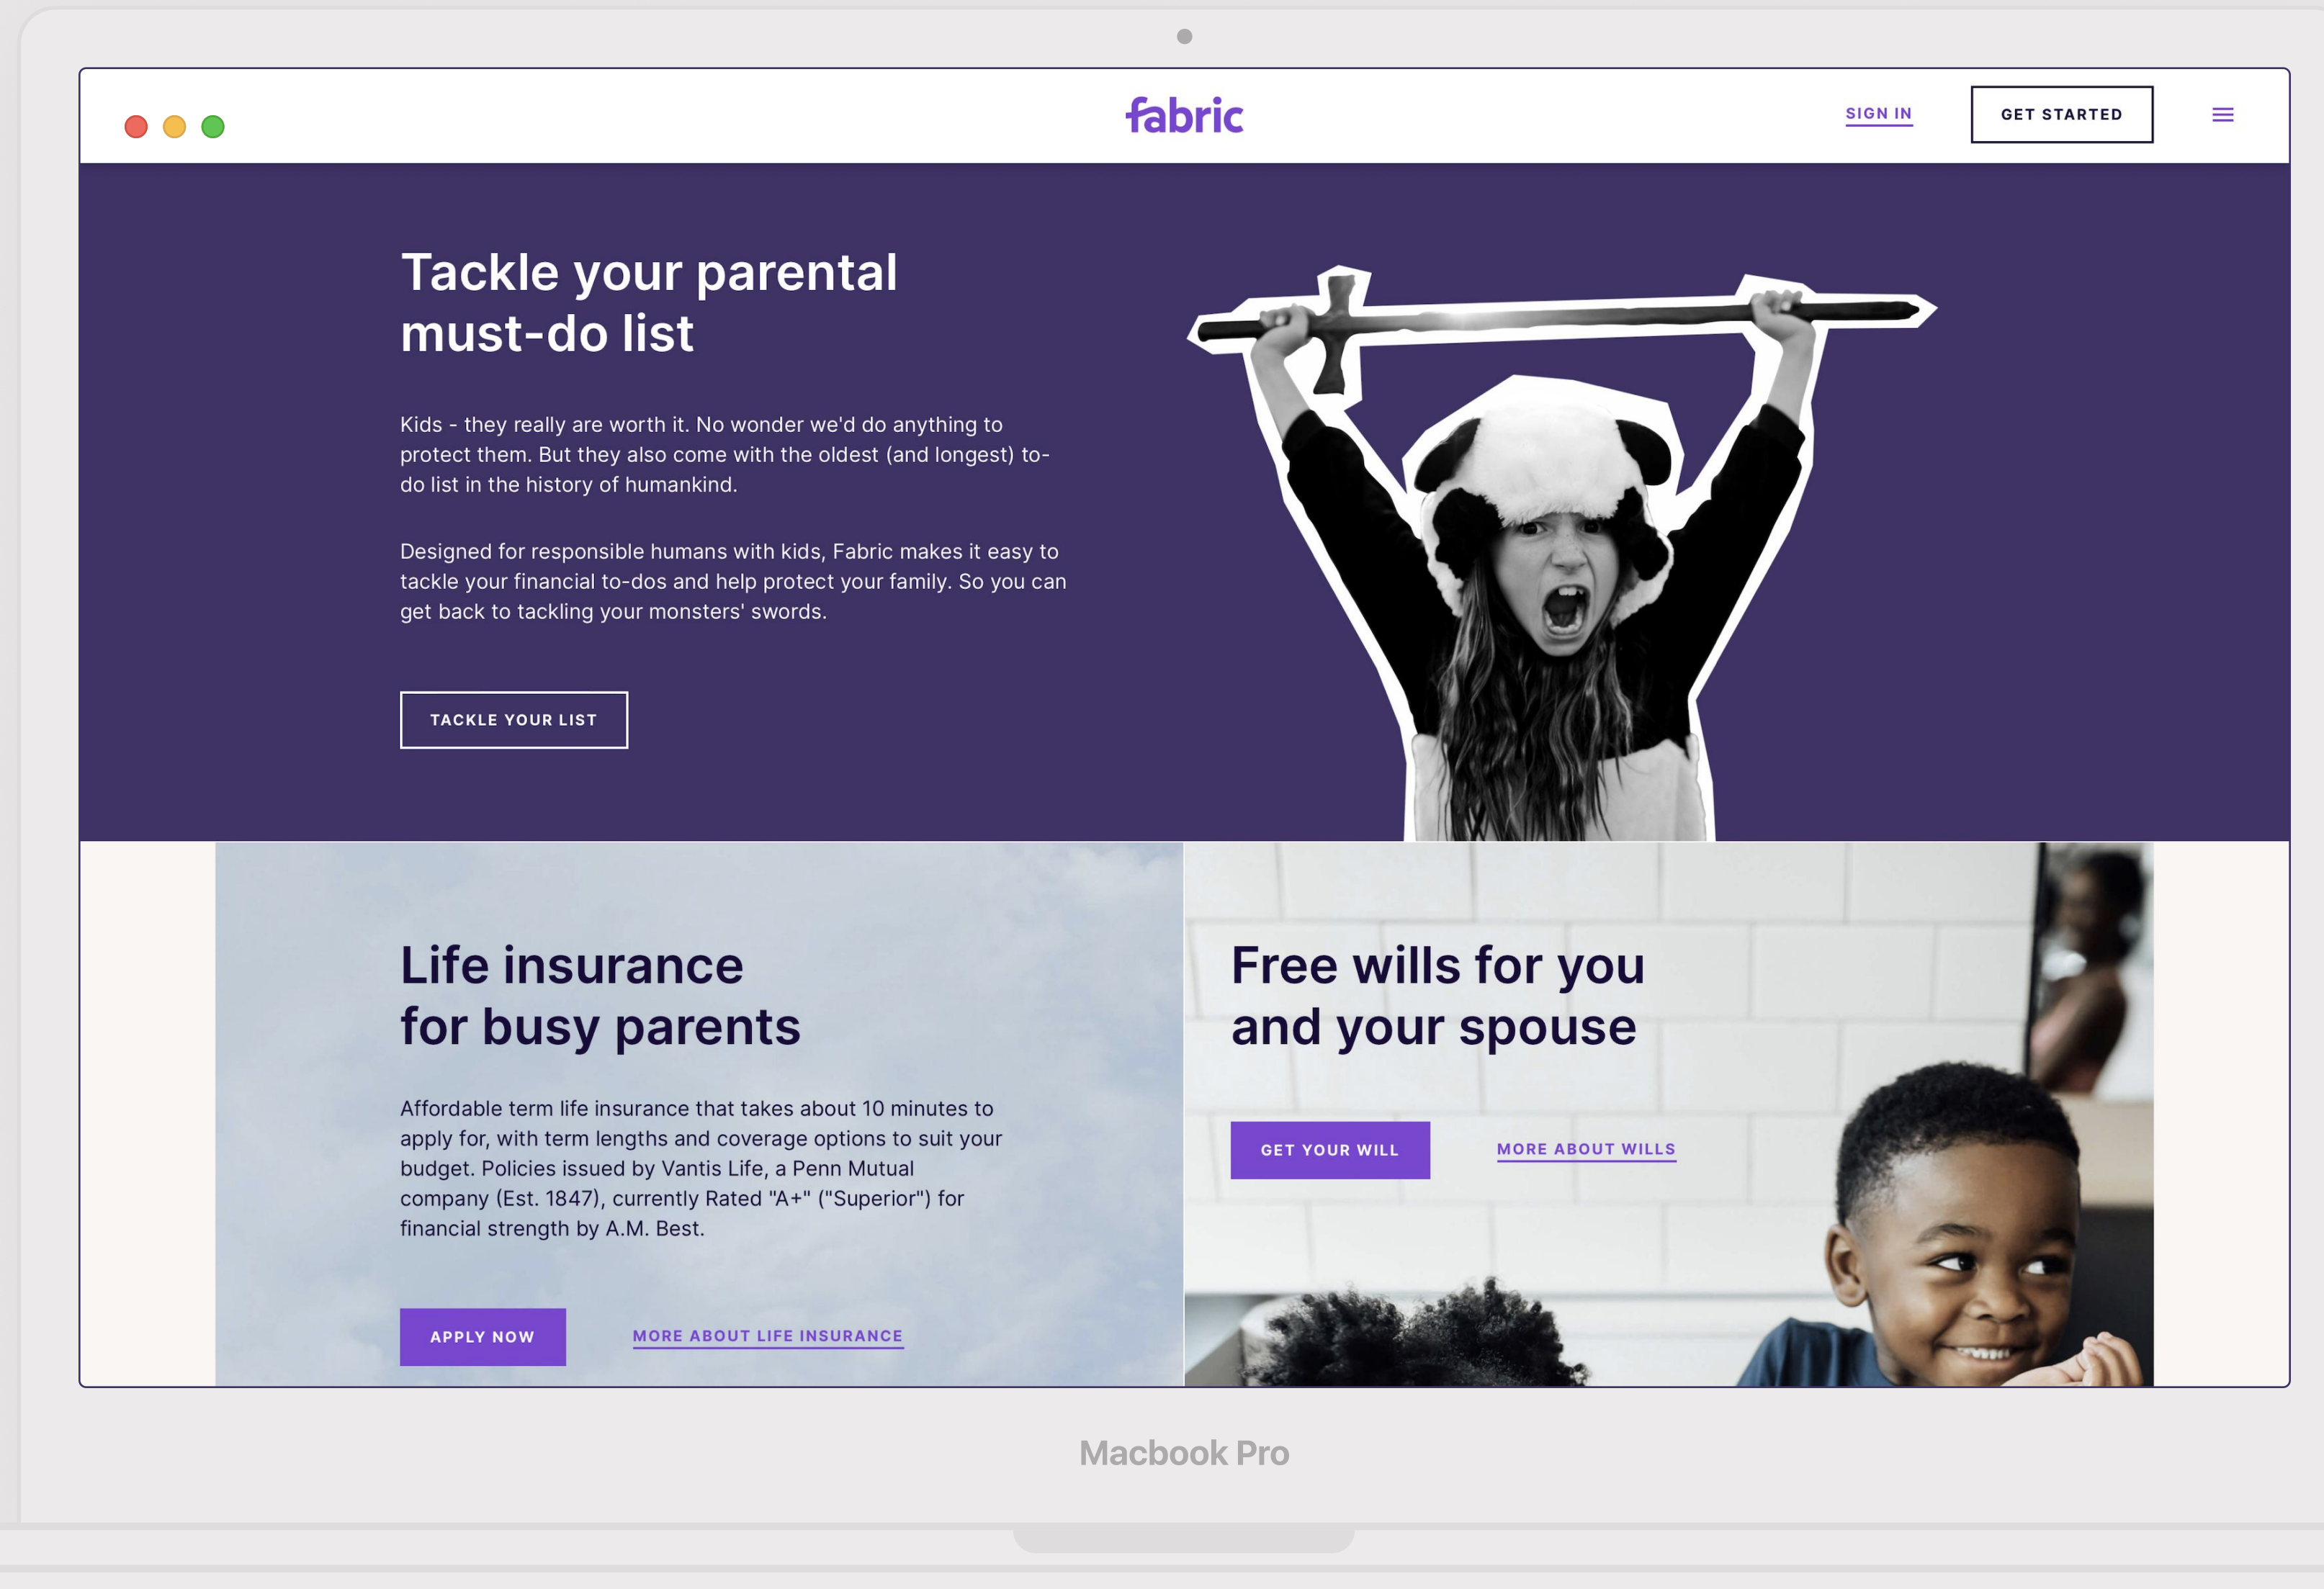 fabric
SIGN IN
GET STARTED
Tackle your parental
must-do list
Kids - they really are worth it. No wonder we'd do anything to
protect them. But they also come with the oldest (and longest) to-
do list in the history of humankind.
Designed for responsible humans with kids, Fabric makes it easy to
tackle your financial to-dos and help protect your family. So you can
get back to tackling your monsters' swords.
TACKLE YOUR LIST
Life insurance
for busy parents
Affordable term life insurance that takes about 10 minutes to
apply for, with term lengths and coverage options to suit your
budget. Policies issued by Vantis Life, a Penn Mutual
company (Est. 1847), currently Rated "A+" ("Superior") for
financial strength by A.M. Best.
APPLY NOW
MORE ABOUT LIFE INSURANCE
Free wills for you
and your spouse
GET YOUR WILL
MORE ABOUT WILLS
Macbook Pro